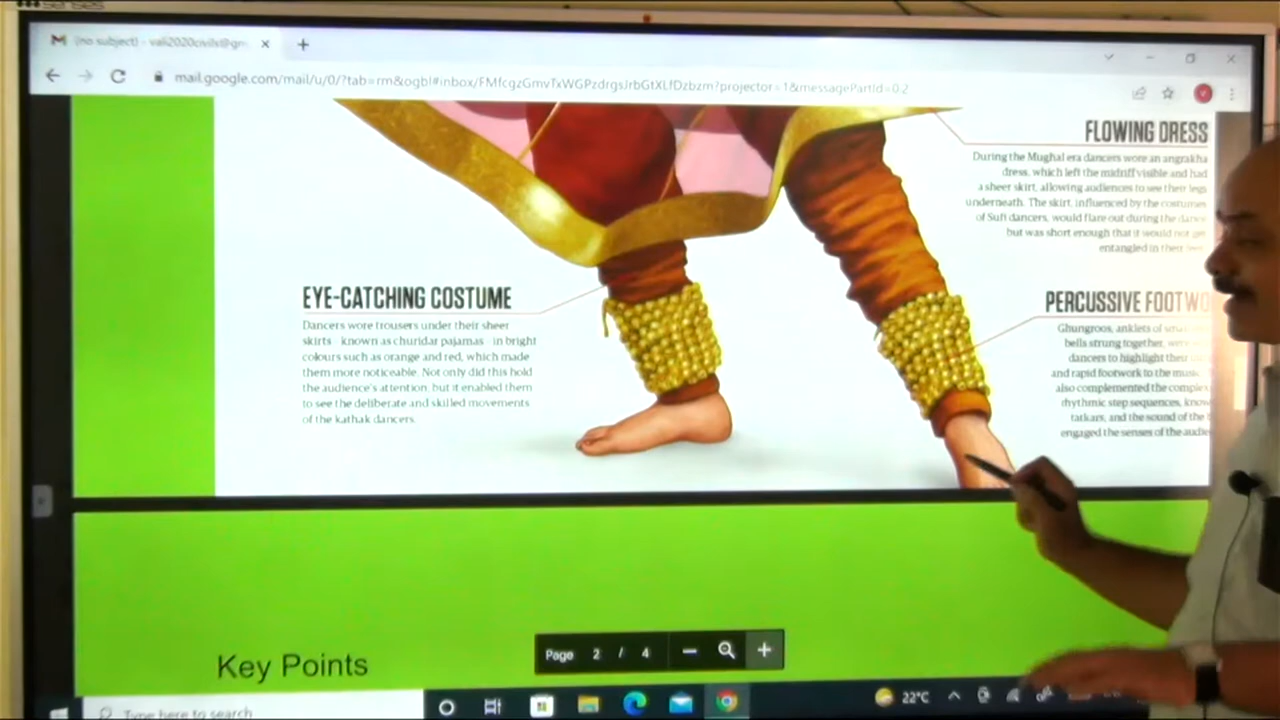 senses
(no subject) - vali2020civils@gm
mail.google.com/mail/u/0/?tab=rm&ogbl#inbox/FMfcgzGmvTxWGPzdrgsJrbGtXLfDzbzm?projector=1&messagePartId=0.2
FLOWING DRESS
During the Mughal era dancers wore an angrakha
dress, which left the midriff visible and had
a sheer skirt, allowing audiences to see their legs
underneath. The skirt, influenced by the costumes
of Sufi dancers, would flare out during the dance
but was short enough that it would not get
entangled in their
EYE-CATCHING COSTUME
Dancers wore trousers under their sheer
skirts - known as churidar pajamas - in bright
colours such as orange and red, which made
them more noticeable. Not only did this hold
the audience's attention, but it enabled them
to see the deliberate and skilled movements
of the kathak dancers.
PERCUSSIVE FOOTWO
Ghungroos, anklets of
bells strung together, were
dancers to highlight their
and rapid footwork to the music
also complemented the complex
rhythmic step sequences, know
tatkars, and the sound of the
engaged the senses of the audie
Key Points
Page 2 / 4
Type here to search
22°C